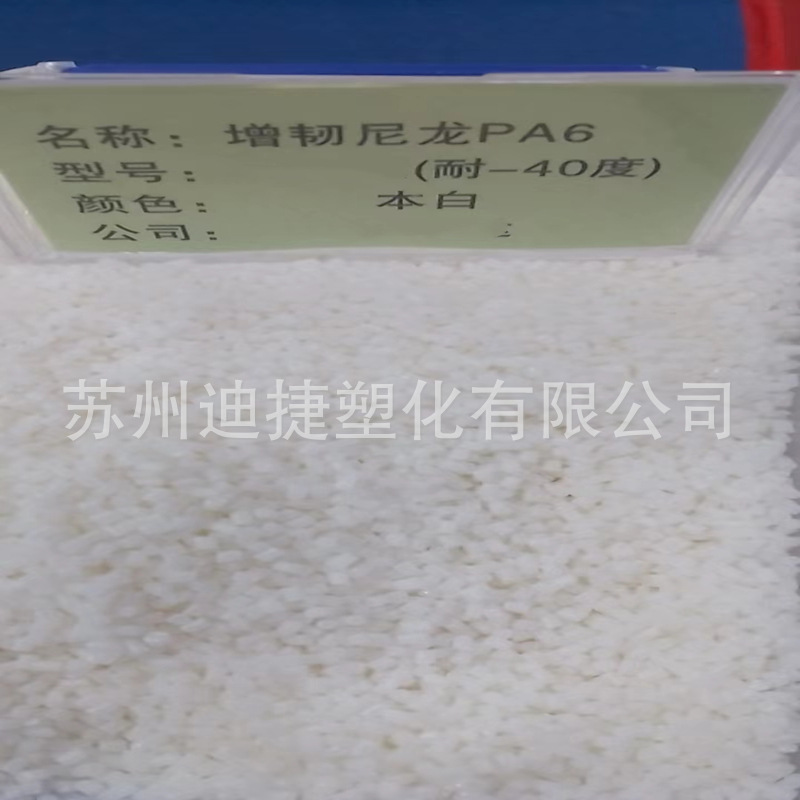 名称：增韧尼龙PA6
型号：（耐-40度）
颜色：本白
公司：
苏州迪捷塑化有限公司